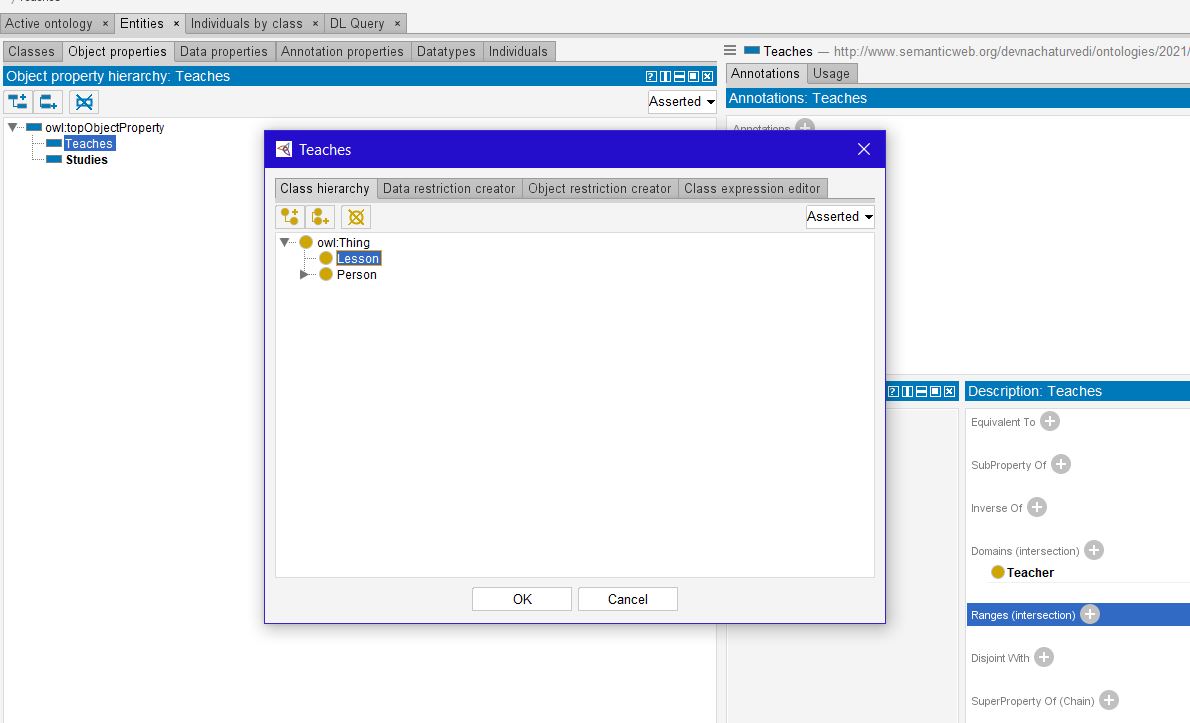 Active ontology × Entities × Individuals by class × DL Query ×
Classes Object properties Data properties Annotation properties Datatypes Individuals
Object property hierarchy: Teaches
Asserted
owl:topObjectProperty
Teaches
Studies
Teaches — http://www.semanticweb.org/devnachaturvedi/ontologies/2021/
Annotations Usage
Annotations: Teaches
Annotations
Teaches
Class hierarchy Data restriction creator Object restriction creator Class expression editor
Asserted
owl:Thing
Lesson
Person
OK Cancel
Description: Teaches
Equivalent To
SubProperty Of
Inverse Of
Domains (intersection)
Teacher
Ranges (intersection)
Disjoint With
SuperProperty Of (Chain)